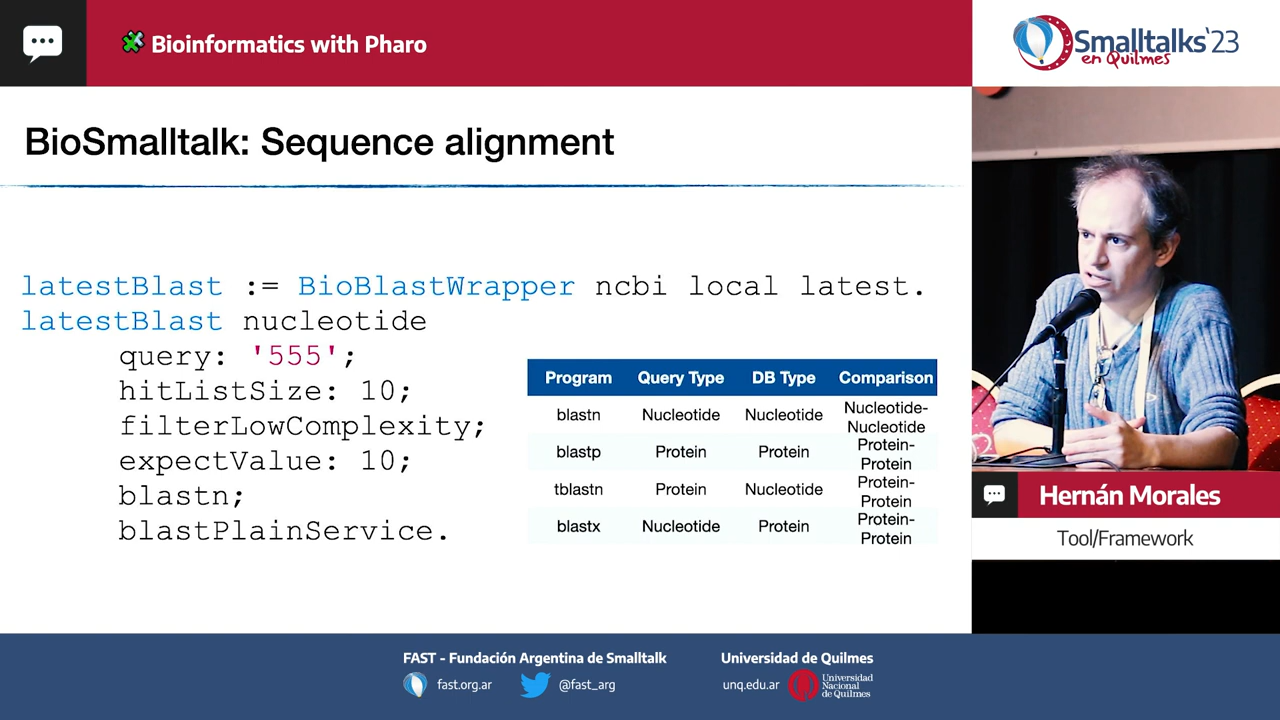 Bioinformatics with Pharo
Smalltalks'23
en Quilmes
BioSmalltalk: Sequence alignment
latestBlast := BioBlastWrapper ncbi local latest.
latestBlast nucleotide
query: '555';
hitListSize: 10;
filterLowComplexity;
expectValue: 10;
blastn;
blastPlainService.
Program Query Type DB Type Comparison
blastn Nucleotide Nucleotide Nucleotide-
Nucleotide
blastp Protein Protein Protein-
Protein
tblastn Protein Nucleotide Protein-
Protein
blastx Nucleotide Protein Protein-
Protein
Hernán Morales
Tool/Framework
FAST - Fundación Argentina de Smalltalk
fast.org.ar @fast_arg
Universidad de Quilmes
unq.edu.ar
Universidad
Nacional
de Quilmes